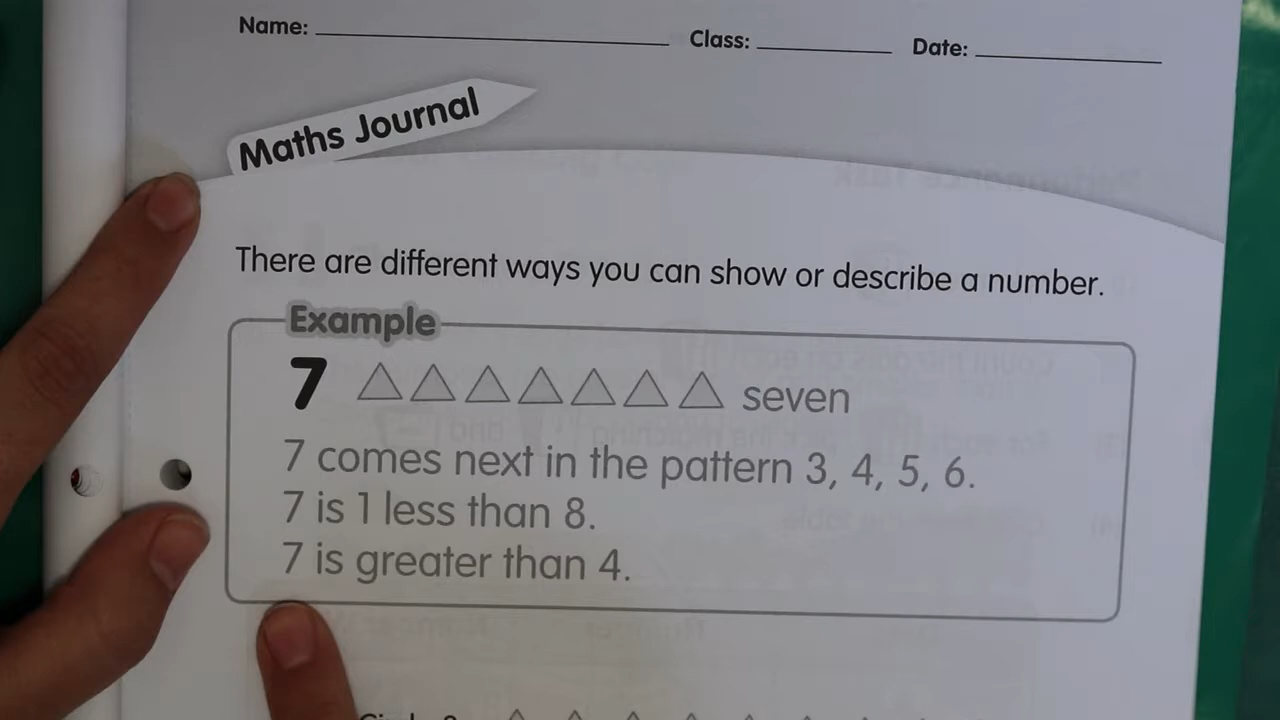 Name:
Class:
Date:
Maths Journal
There are different ways you can show or describe a number.
Example
7 seven
7 comes next in the pattern 3, 4, 5, 6.
7 is 1 less than 8.
7 is greater than 4.